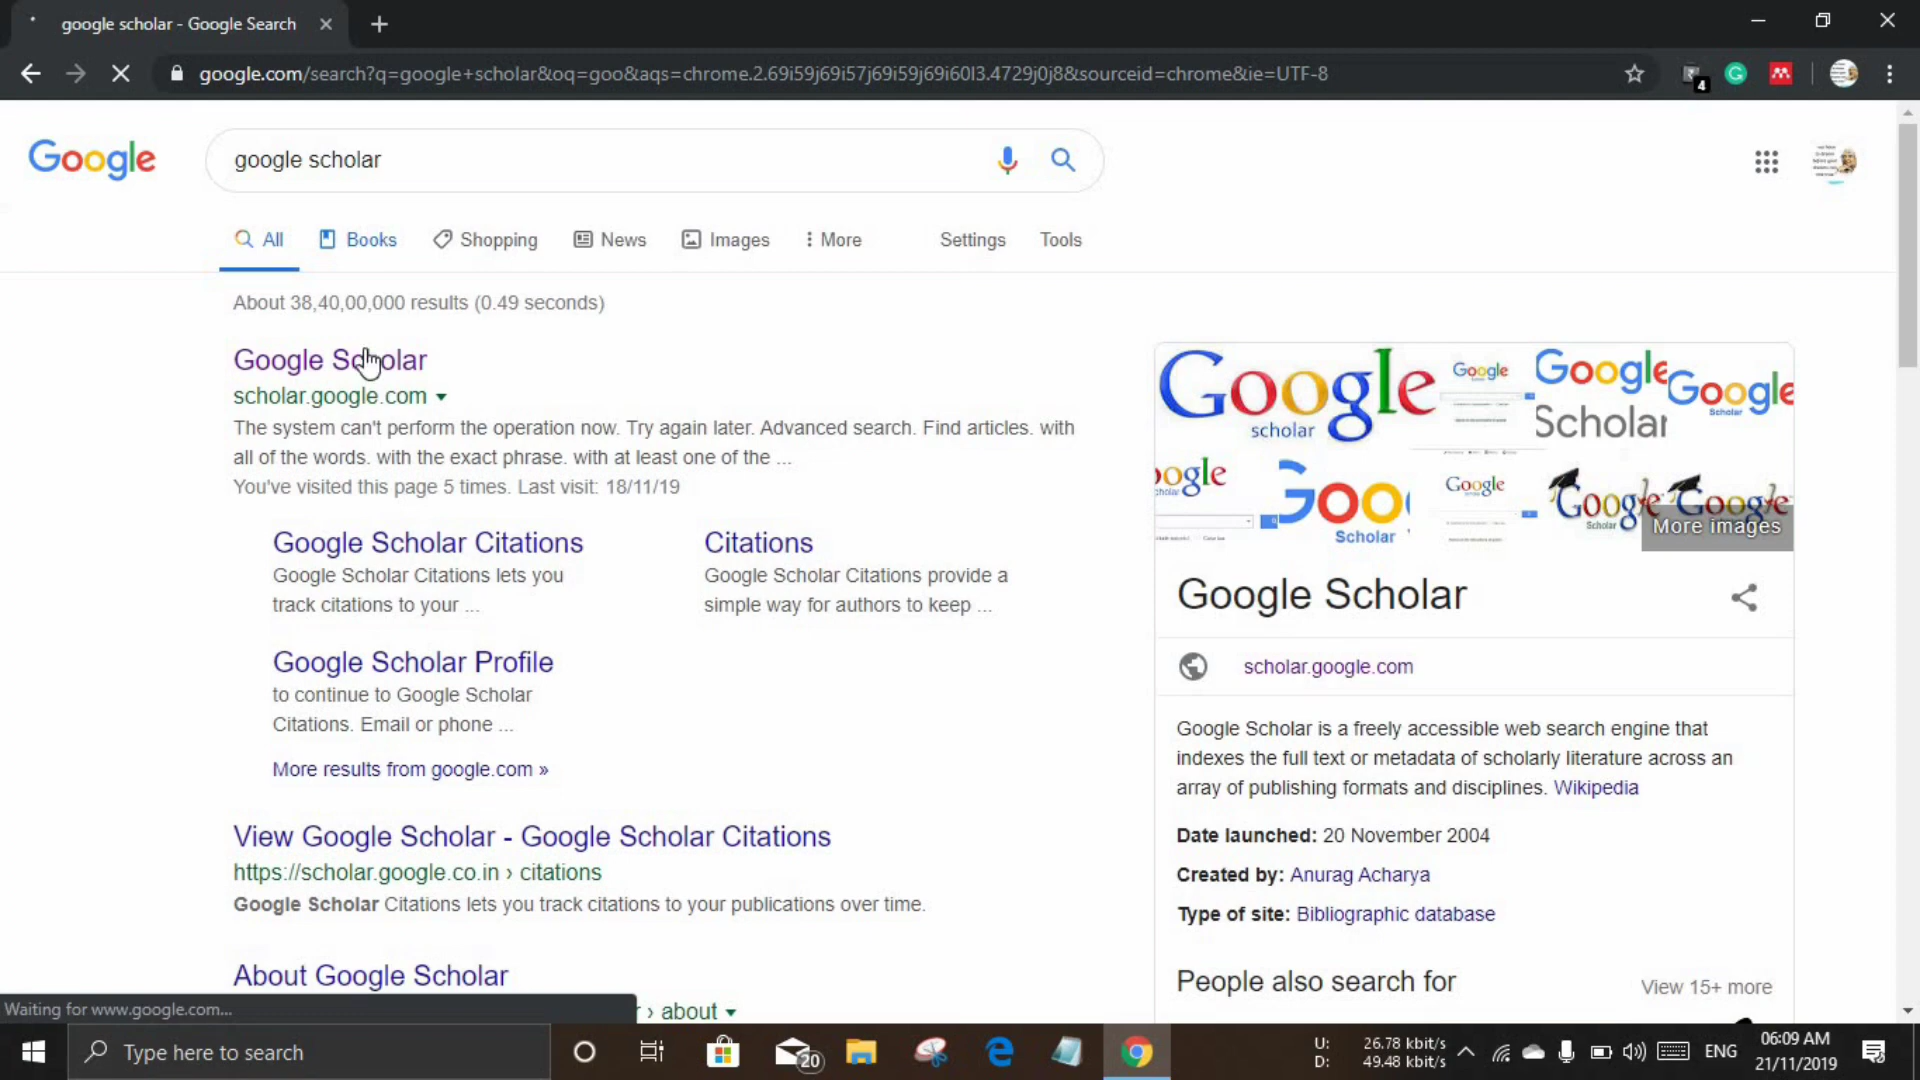 google scholar - Google Search
google.com/search?q=google+scholar&oq=goo&aqs=chrome.2.69i59j69i57j69i59j69i60l3.4729j0j8&sourceid=chrome&ie=UTF-8
4
Google
google scholar
All
Books
Shopping
News
Images
More
Settings
Tools
About 38,40,00,000 results (0.49 seconds)
Google Scholar
scholar.google.com
The system can't perform the operation now. Try again later. Advanced search. Find articles. with
all of the words. with the exact phrase. with at least one of the ...
You've visited this page 5 times. Last visit: 18/11/19
Google Scholar Citations
Google Scholar Citations lets you
track citations to your ...
Citations
Google Scholar Citations provide a
simple way for authors to keep ...
Google Scholar Profile
to continue to Google Scholar
Citations. Email or phone ...
More results from google.com »
View Google Scholar - Google Scholar Citations
https://scholar.google.co.in › citations
Google Scholar Citations lets you track citations to your publications over time.
About Google Scholar
› about
Waiting for www.google.com...
Google
scholar
Google
Google
Scholar
Google
Scholar
Google
Scholar
Google
Google
Scholar
Google
More images
Google Scholar
scholar.google.com
Google Scholar is a freely accessible web search engine that
indexes the full text or metadata of scholarly literature across an
array of publishing formats and disciplines. Wikipedia
Date launched: 20 November 2004
Created by: Anurag Acharya
Type of site: Bibliographic database
People also search for
View 15+ more
Type here to search
20
U: 26.78 kbit/s
D: 49.48 kbit/s
ENG
06:09 AM
21/11/2019